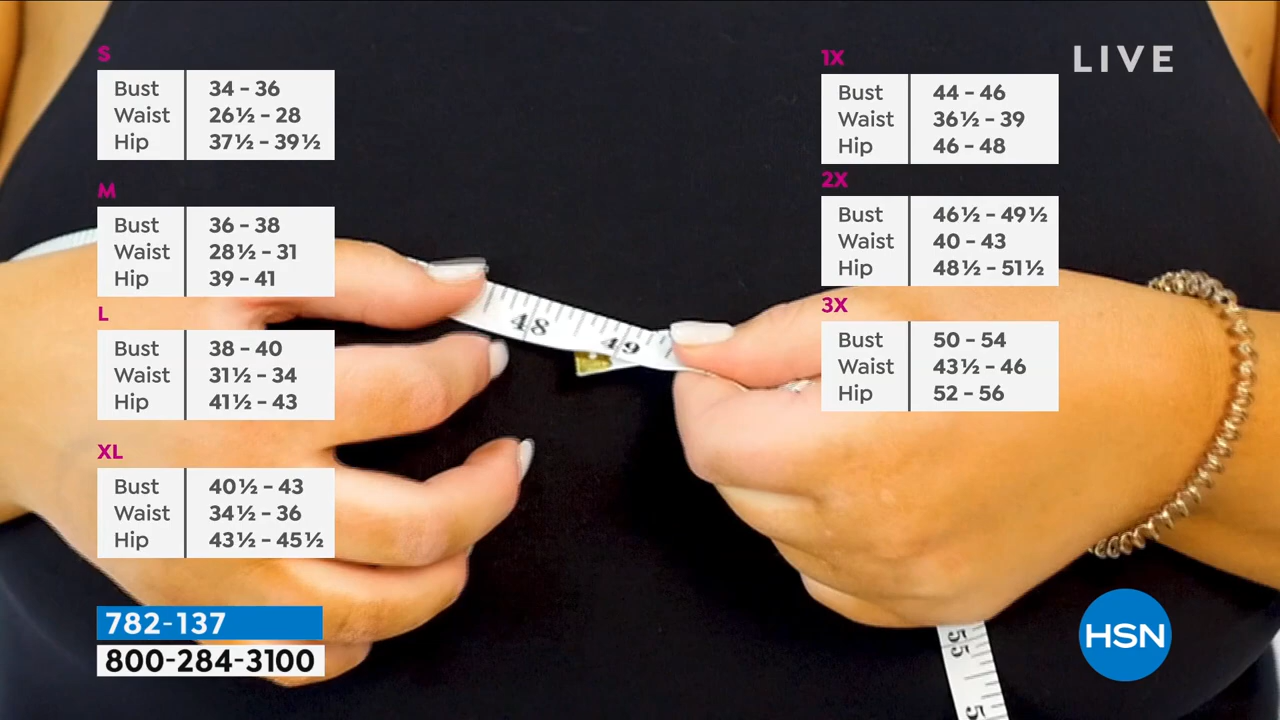 S
Bust 34 - 36
Waist 26½ - 28
Hip 37½ - 39½
M
Bust 36 - 38
Waist 28½ - 31
Hip 39 - 41
L
Bust 38 - 40
Waist 31½ - 34
Hip 41½ - 43
XL
Bust 40½ - 43
Waist 34½ - 36
Hip 43½ - 45½
782-137
800-284-3100
48
49
LIVE
1X
Bust 44 - 46
Waist 36½ - 39
Hip 46 - 48
2X
Bust 46½ - 49½
Waist 40 - 43
Hip 48½ - 51½
3X
Bust 50 - 54
Waist 43½ - 46
Hip 52 - 56
55
5
HSN